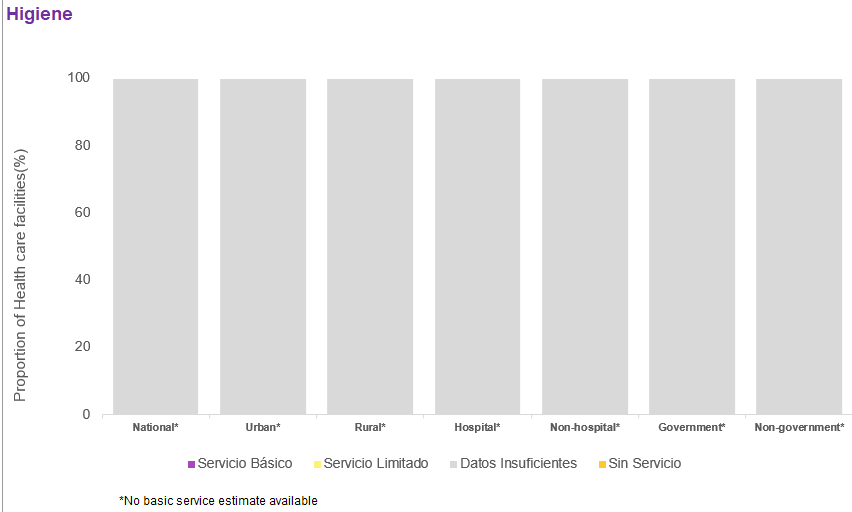 Higiene
Proportion of Health care facilities(%)
100
80
60
40
20
0
National* Urban* Rural* Hospital* Non-hospital* Government* Non-government*
Servicio Básico Servicio Limitado Datos Insuficientes Sin Servicio
*No basic service estimate available